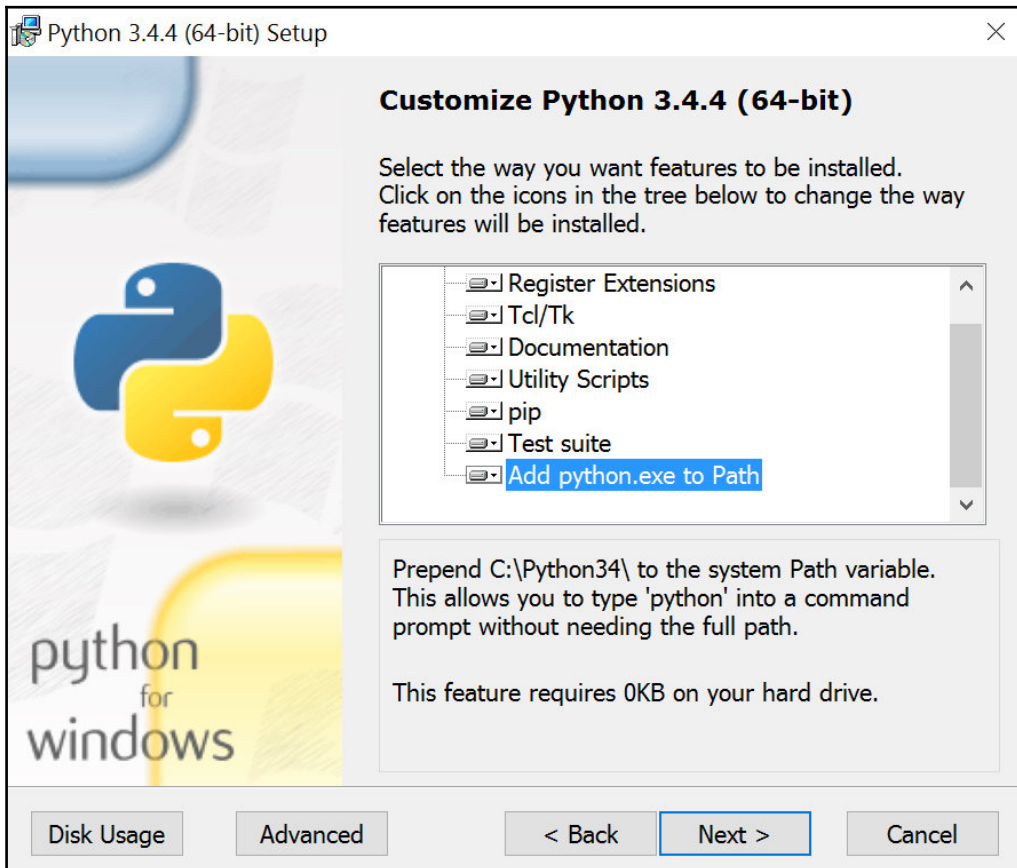 Python 3.4.4 (64-bit) Setup
Customize Python 3.4.4 (64-bit)
Select the way you want features to be installed.
Click on the icons in the tree below to change the way
features will be installed.
Register Extensions
Tcl/Tk
Documentation
Utility Scripts
pip
Test suite
Add python.exe to Path
Prepend C:\Python34\ to the system Path variable.
This allows you to type 'python' into a command
prompt without needing the full path.
This feature requires 0KB on your hard drive.
python
for
windows
Disk Usage
Advanced
< Back
Next >
Cancel